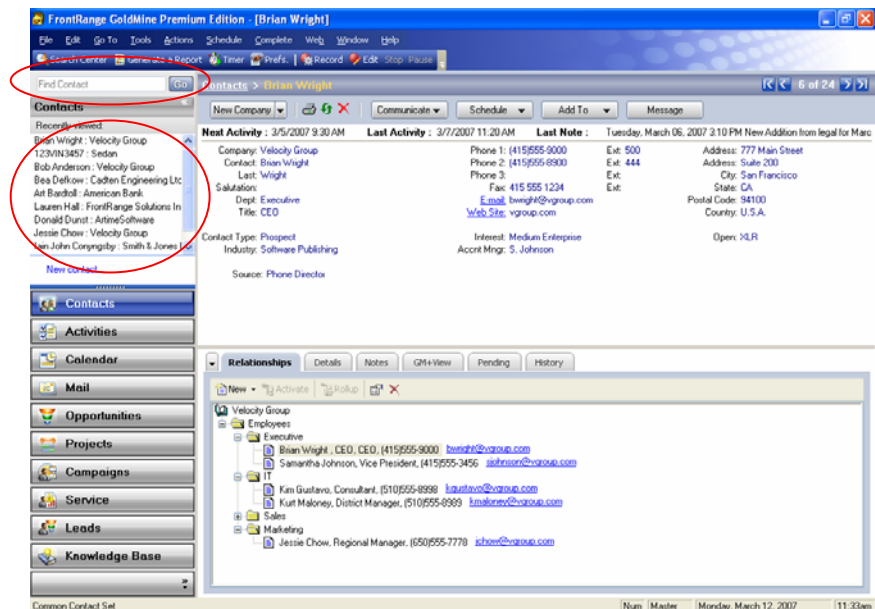 FrontRange GoldMine Premium Edition - [Brian Wright]
File Edit Go To Tools Actions Schedule Complete Web Window Help
Search Center Generate a Report Timer Prefs. Record Edit Stop Pause
Find Contact Go
Contacts > Brian Wright 6 of 24
Contacts
New Company Communicate Schedule Add To Message
Recently viewed
Next Activity : 3/5/2007 9:30 AM Last Activity : 3/7/2007 11:20 AM Last Note : Tuesday, March 06, 2007 3:10 PM New Addition from legal for Marc
Brian Wright : Velocity Group
123VIN3457 : Sedan
Bob Anderson : Velocity Group
Bea Defkow : Cadten Engineering Ltc
Art Bardtoll : American Bank
Lauren Hall : FrontRange Solutions In
Donald Dunst : ArtimeSoftware
Jessie Chow : Velocity Group
Iain John Conyngsby : Smith & Jones
New contact
Company: Velocity Group Phone 1: (415)555-9000 Ext: 500 Address: 777 Main Street
Contact: Brian Wright Phone 2: (415)555-8900 Ext: 444 Address: Suite 200
Last: Wright Phone 3: Ext: City: San Francisco
Salutation: Fax: 415 555 1234 Ext: State: CA
Dept: Executive E-mail: bwright@vgroup.com Postal Code: 94100
Title: CEO Web Site: vgroup.com Country: U.S.A.
Contact Type: Prospect Interest: Medium Enterprise Open: XLR
Industry: Software Publishing Accnt Mngr: S. Johnson
Source: Phone Director
Contacts
Activities
Calendar
Mail
Opportunities
Projects
Campaigns
Service
Leads
Knowledge Base
Relationships Details Notes GM+View Pending History
New Activate Rollup
Velocity Group
Employees
Executive
Brian Wright , CEO, CEO, (415)555-9000 bwright@vgroup.com
Samantha Johnson, Vice President, (415)555-3456 sjohnson@vgroup.com
IT
Kim Gustavo, Consultant, (510)555-8998 kgustavo@vgroup.com
Kurt Maloney, District Manager, (510)555-8989 kmaloney@vgroup.com
Sales
Marketing
Jessie Chow, Regional Manager, (650)555-7778 jchow@vgroup.com
Common Contact Set Num Master Monday, March 12, 2007 11:33am